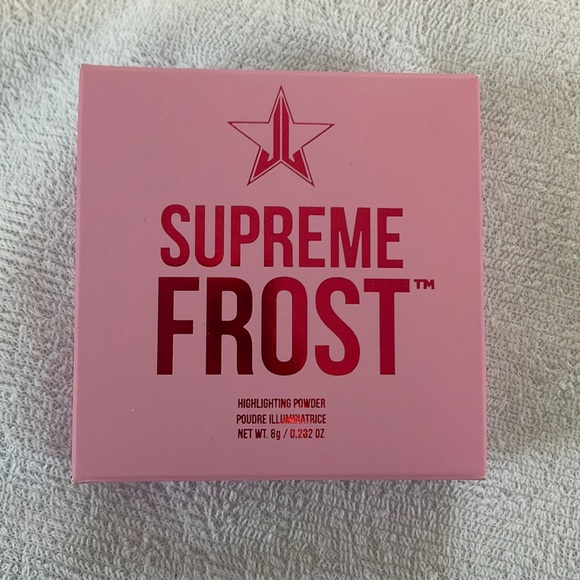 SUPREME
FROST™
HIGHLIGHTING POWDER
POUDRE ILLUMINATRICE
NET WT. 8g / 0.282 OZ